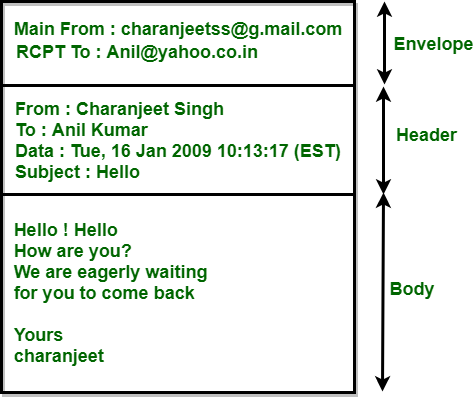 Main From : charanjeetss@g.mail.com
RCPT To : Anil@yahoo.co.in
Envelope
From : Charanjeet Singh
To : Anil Kumar
Data : Tue, 16 Jan 2009 10:13:17 (EST)
Subject : Hello
Header
Hello ! Hello
How are you?
We are eagerly waiting
for you to come back
Yours
charanjeet
Body